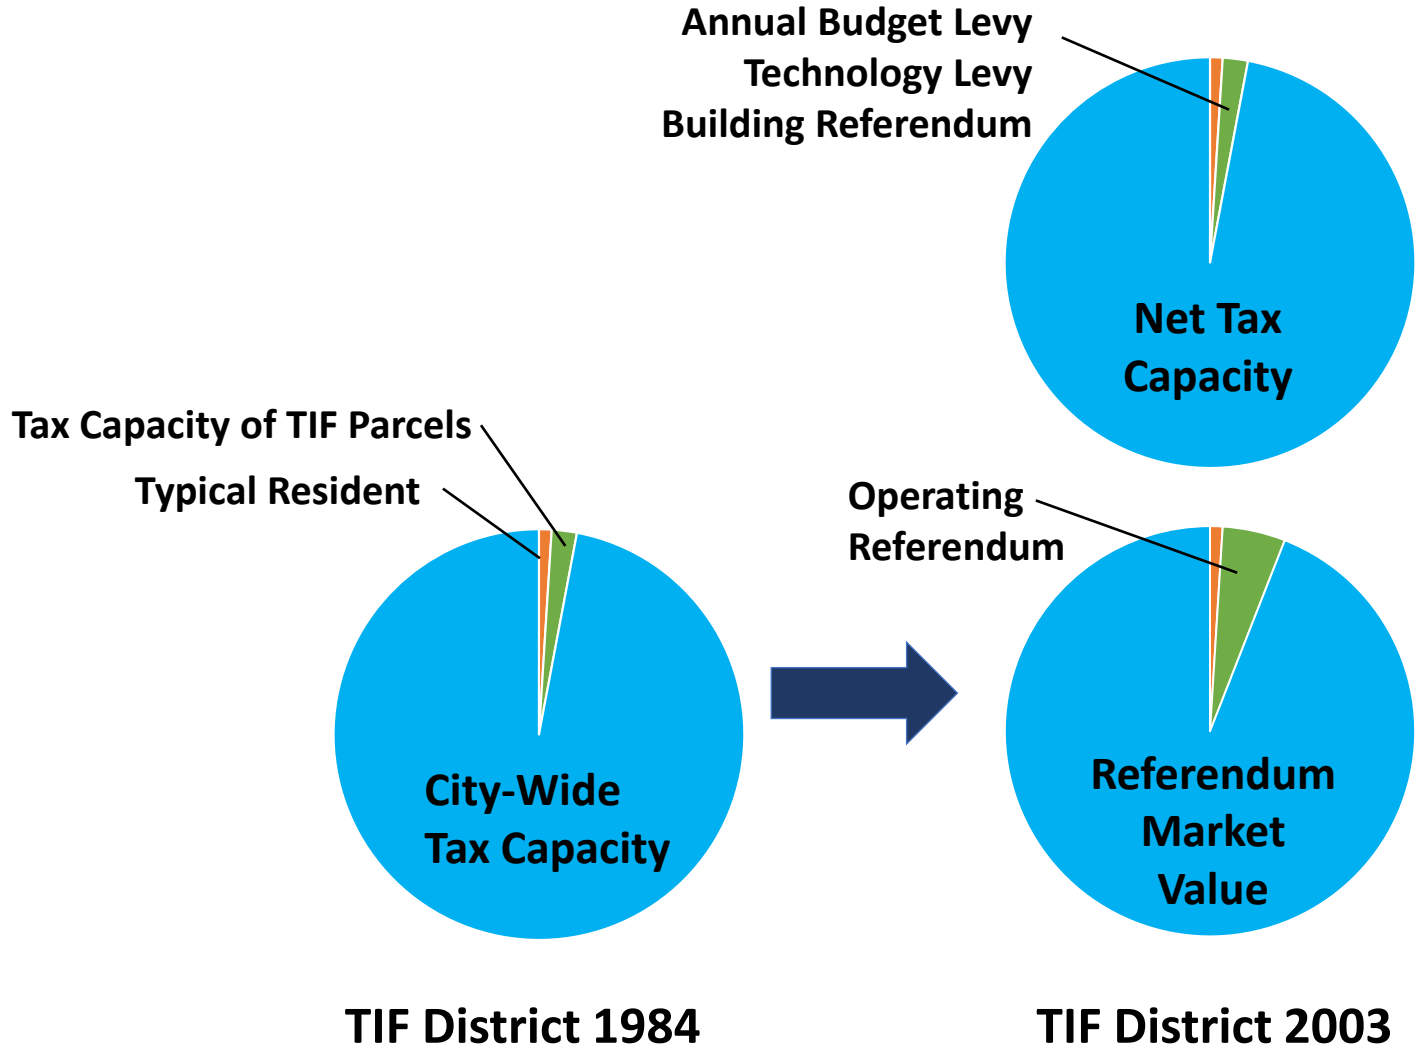 Annual Budget Levy
Technology Levy
Building Referendum
Net Tax
Capacity
Tax Capacity of TIF Parcels
Typical Resident
Operating
Referendum
City-Wide
Tax Capacity
Referendum
Market
Value
TIF District 1984
TIF District 2003